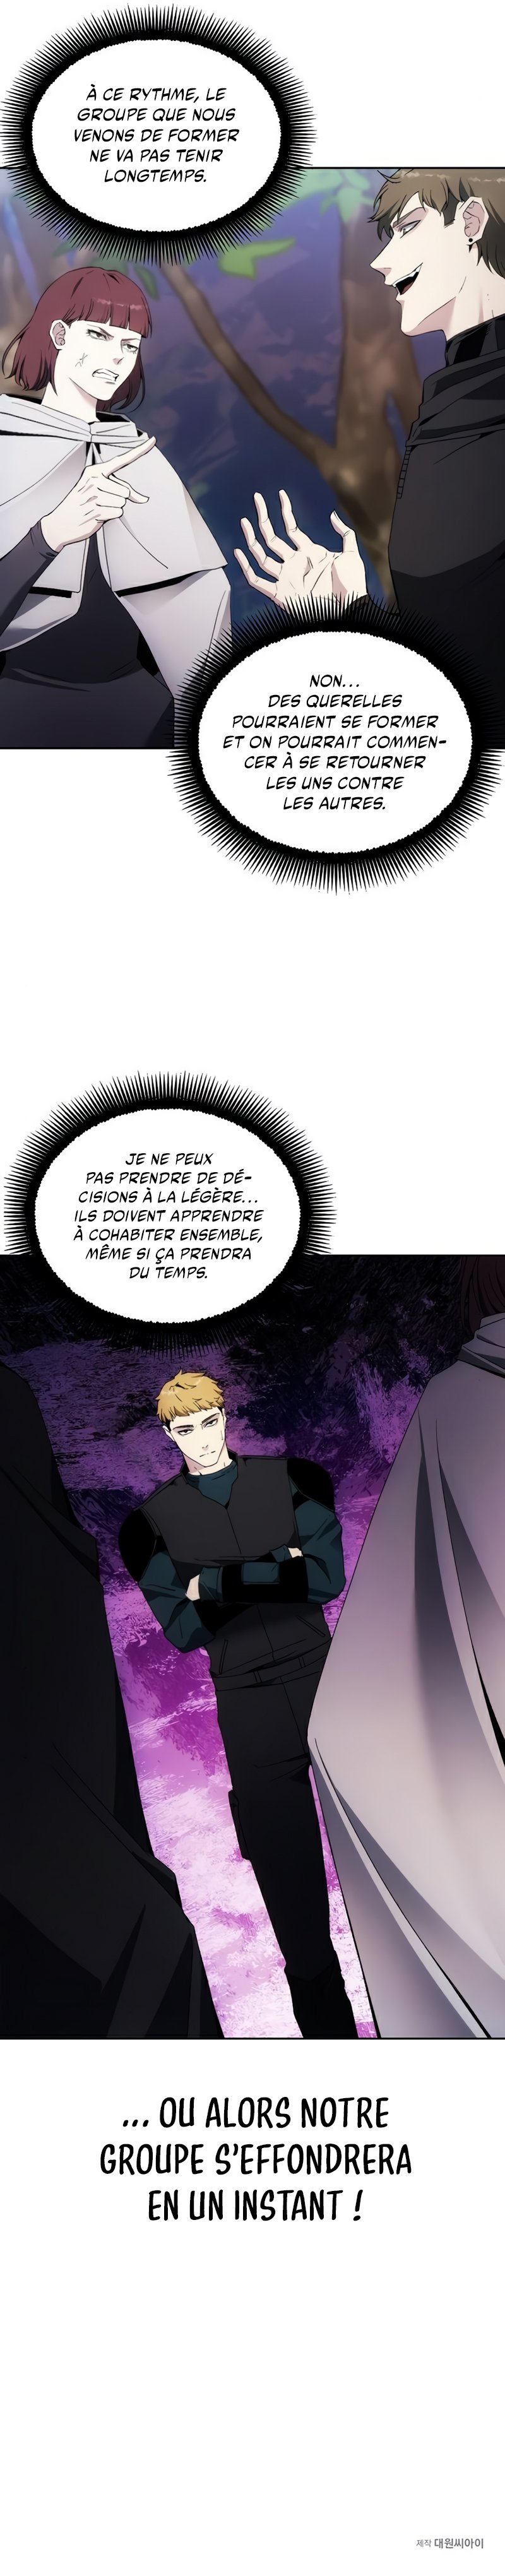 À CE RYTHME, LE
GROUPE QUE NOUS
VENONS DE FORMER
NE VA PAS TENIR
LONGTEMPS.
NON...
DES QUERELLES
POURRAIENT SE FORMER
ET ON POURRAIT COMMEN-
CER À SE RETOURNER
LES UNS CONTRE
LES AUTRES.
JE NE PEUX
PAS PRENDRE DE DÉ-
CISIONS À LA LÉGÈRE...
ILS DOIVENT APPRENDRE
À COHABITER ENSEMBLE,
MÊME SI ÇA PRENDRA
DU TEMPS.
... OU ALORS NOTRE
GROUPE S'EFFONDRERA
EN UN INSTANT !
제작 대원씨아이